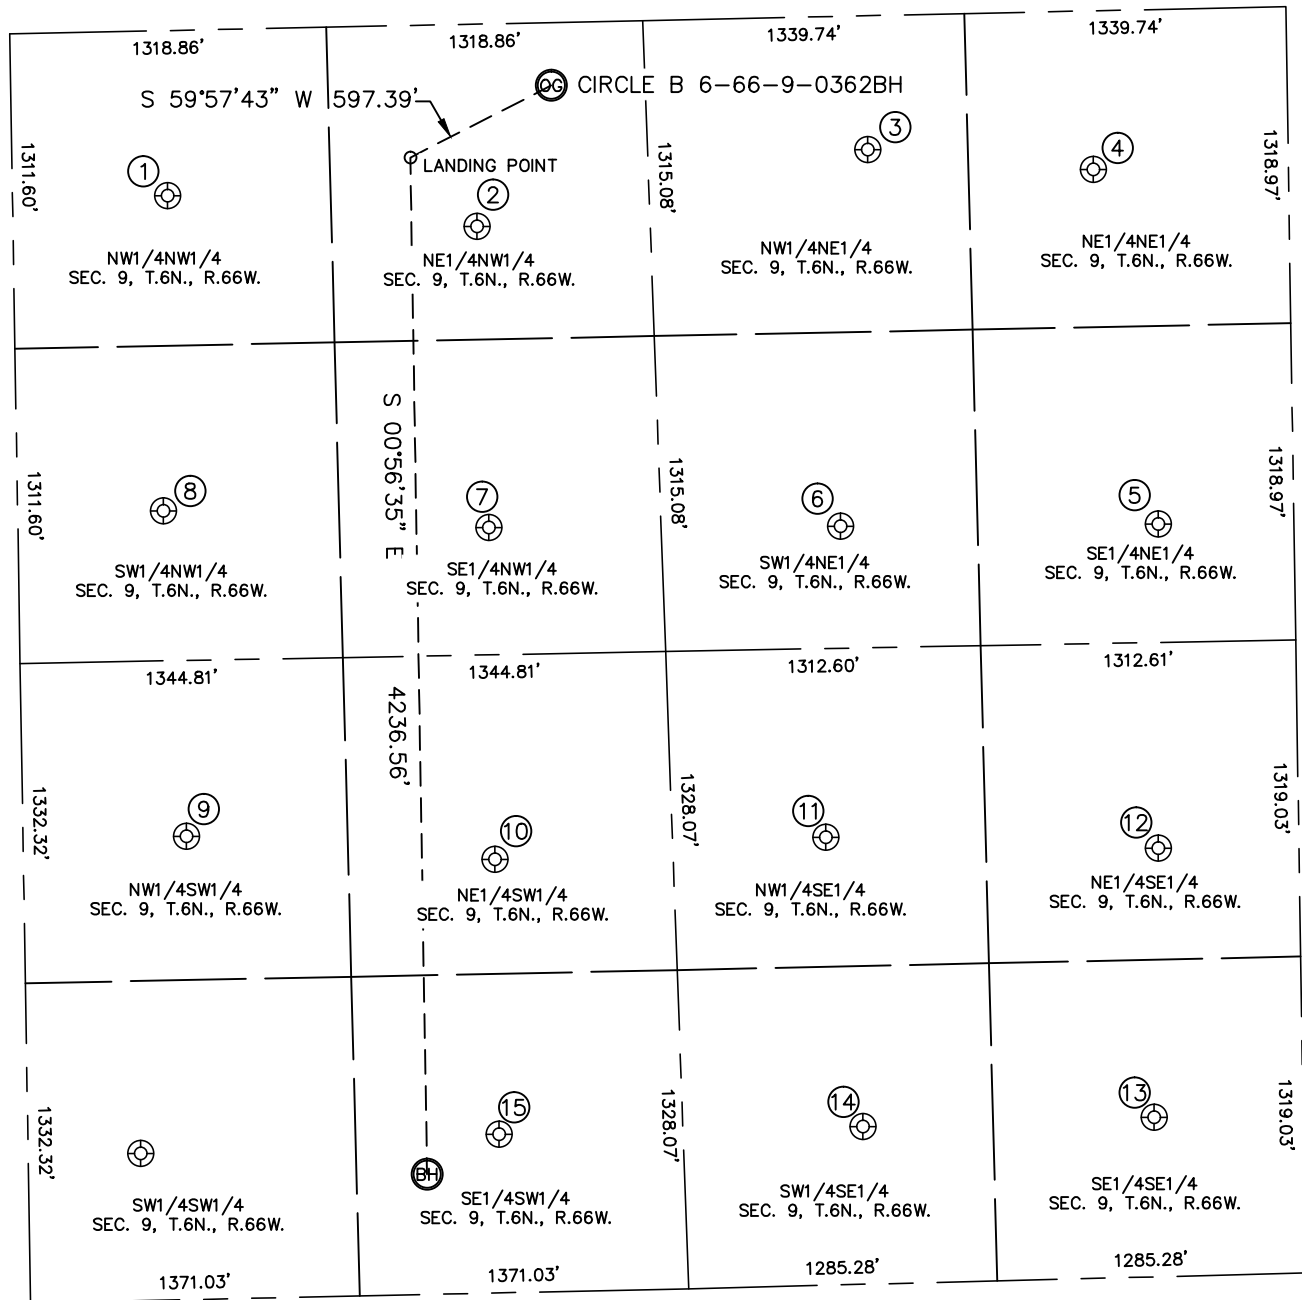 1318.86'
1318.86'
1339.74'
1339.74'
S 59°57'43" W 597.39'
OG
CIRCLE B 6-66-9-0362BH
LANDING POINT
1311.60'
1315.08'
1318.97'
1
2
3
4
NW1/4NW1/4
SEC. 9, T.6N., R.66W.
NE1/4NW1/4
SEC. 9, T.6N., R.66W.
NW1/4NE1/4
SEC. 9, T.6N., R.66W.
NE1/4NE1/4
SEC. 9, T.6N., R.66W.
S 00°56'35" E 4236.56'
1311.60'
1315.08'
1318.97'
8
7
6
5
SW1/4NW1/4
SEC. 9, T.6N., R.66W.
SE1/4NW1/4
SEC. 9, T.6N., R.66W.
SW1/4NE1/4
SEC. 9, T.6N., R.66W.
SE1/4NE1/4
SEC. 9, T.6N., R.66W.
1344.81'
1344.81'
1312.60'
1312.61'
1332.32'
1328.07'
1319.03'
9
10
11
12
NW1/4SW1/4
SEC. 9, T.6N., R.66W.
NE1/4SW1/4
SEC. 9, T.6N., R.66W.
NW1/4SE1/4
SEC. 9, T.6N., R.66W.
NE1/4SE1/4
SEC. 9, T.6N., R.66W.
1332.32'
1328.07'
1319.03'
15
14
13
BH
SW1/4SW1/4
SEC. 9, T.6N., R.66W.
SE1/4SW1/4
SEC. 9, T.6N., R.66W.
SW1/4SE1/4
SEC. 9, T.6N., R.66W.
SE1/4SE1/4
SEC. 9, T.6N., R.66W.
1371.03'
1371.03'
1285.28'
1285.28'